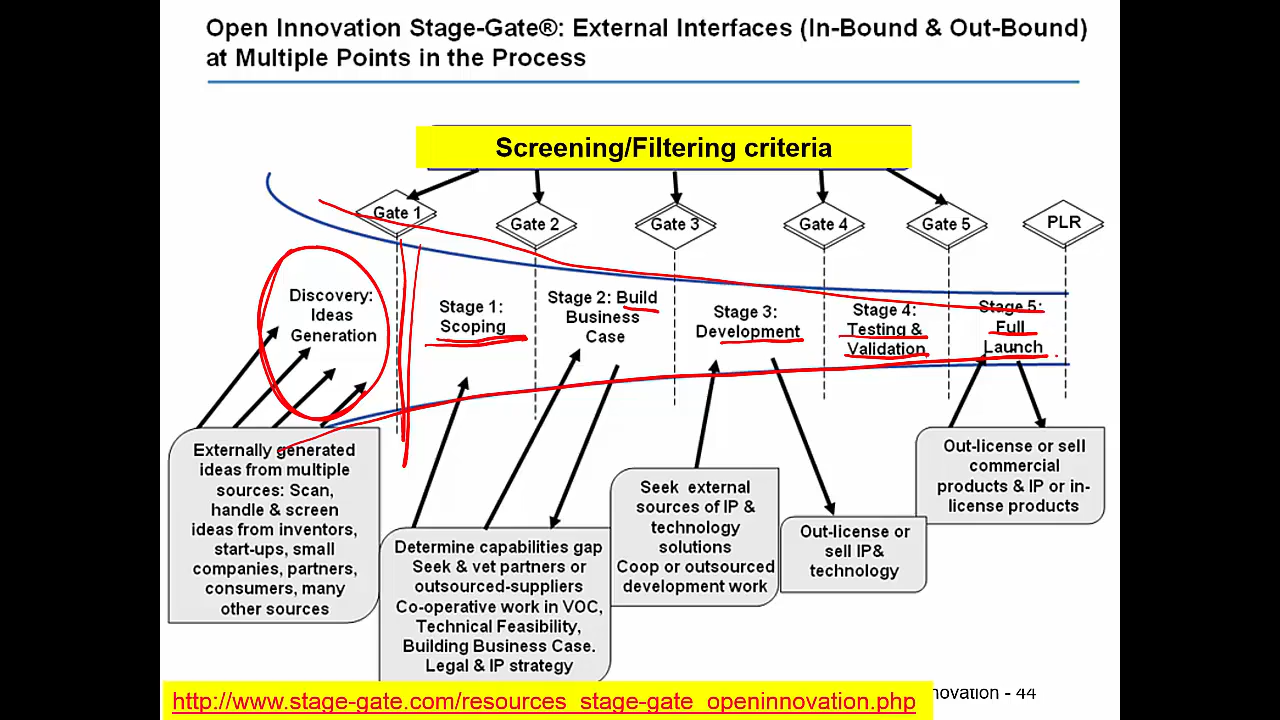 Open Innovation Stage-Gate®: External Interfaces (In-Bound & Out-Bound)
at Multiple Points in the Process
Screening/Filtering criteria
Gate 1
Gate 2
Gate 3
Gate 4
Gate 5
PLR
Discovery:
Ideas
Generation
Stage 1:
Scoping
Stage 2: Build
Business
Case
Stage 3:
Development
Stage 4:
Testing &
Validation
Stage 5:
Full
Launch
Externally generated
ideas from multiple
sources: Scan,
handle & screen
ideas from inventors,
start-ups, small
companies, partners,
consumers, many
other sources
Determine capabilities gap
Seek & vet partners or
outsourced-suppliers
Co-operative work in VOC,
Technical Feasibility,
Building Business Case.
Legal & IP strategy
Seek external
sources of IP &
technology
solutions
Coop or outsourced
development work
Out-license or
sell IP&
technology
Out-license or sell
commercial
products & IP or in-
license products
http://www.stage-gate.com/resources_stage-gate_openinnovation.php
novation - 44